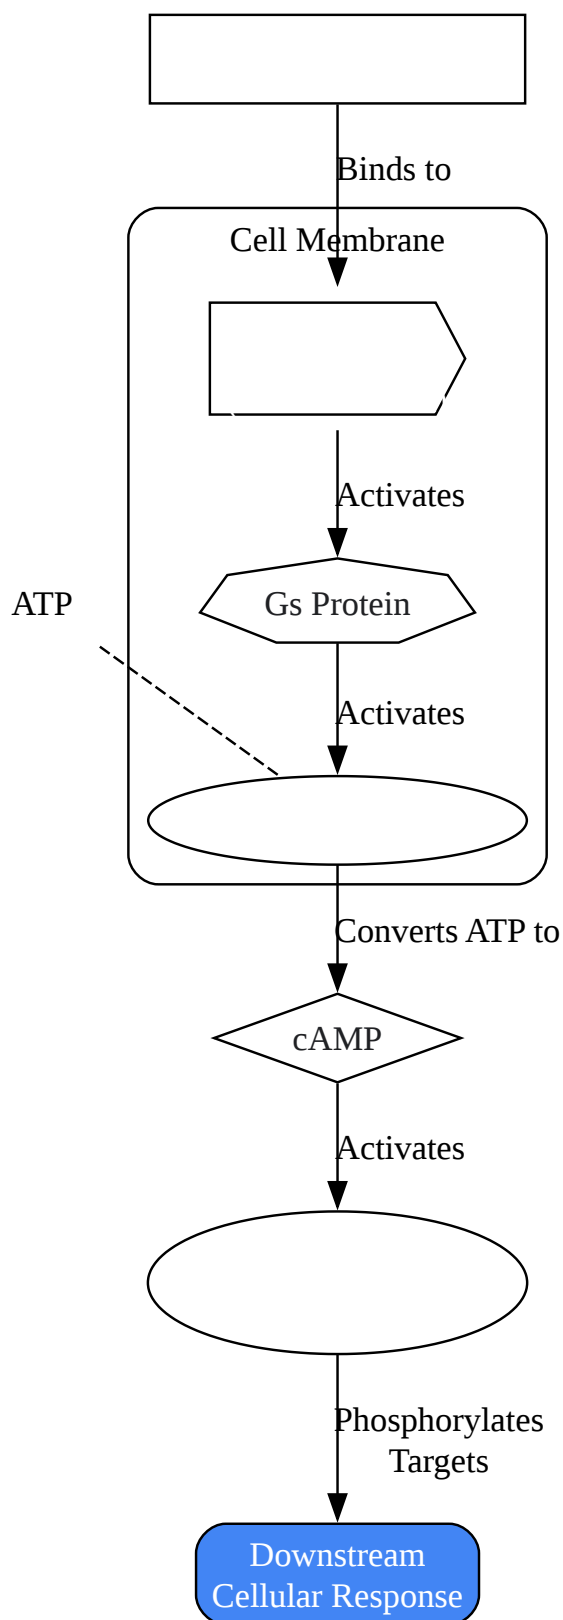 Binds to
Cell Membrane
Activates
ATP
Gs Protein
Activates
Converts ATP to
cAMP
Activates
Phosphorylates
Targets
Downstream
Cellular Response